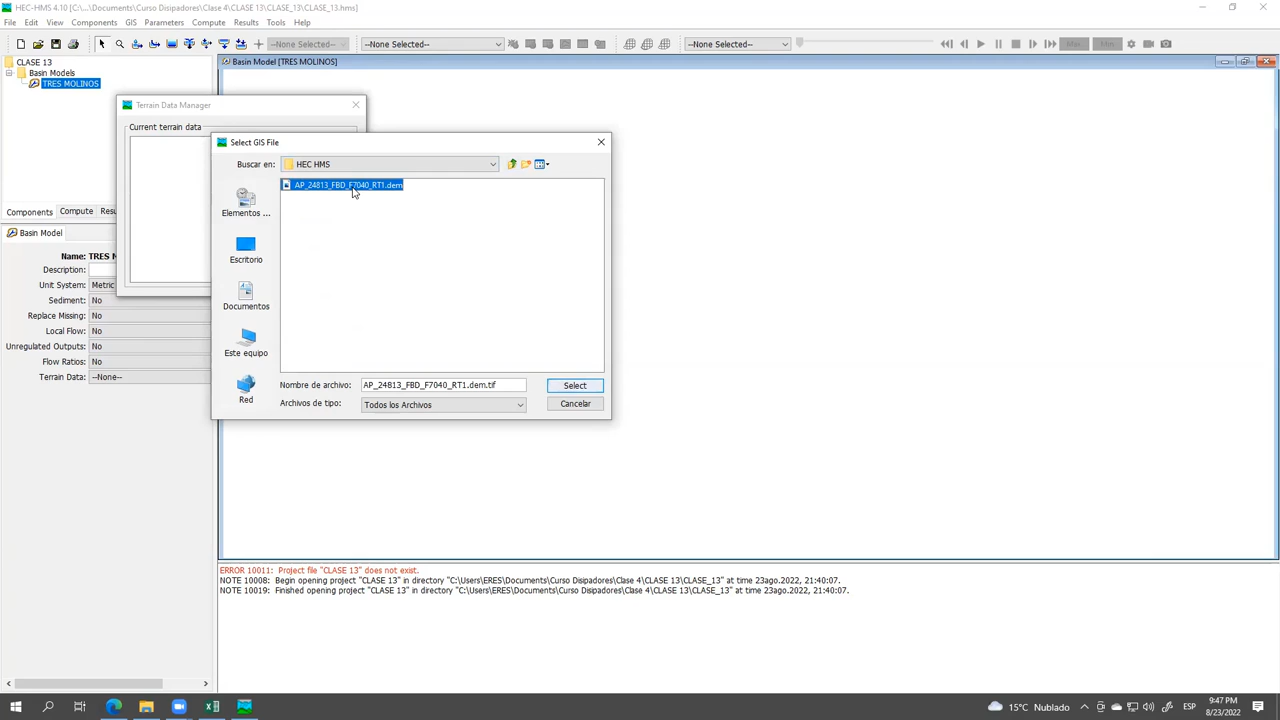 HEC-HMS 4.10 [C:\...\Documents\Curso Disipadores\Clase 4\CLASE 13\CLASE_13\CLASE_13.hms]
File Edit View Components GIS Parameters Compute Results Tools Help
--None Selected-- --None Selected-- --None Selected--
CLASE 13
Basin Models
TRES MOLINOS
Basin Model [TRES MOLINOS]
Terrain Data Manager
Current terrain data
Select GIS File
Buscar en: HEC HMS
AP_24813_FBD_F7040_RT1.dem
Elementos ...
Escritorio
Documentos
Este equipo
Red
Nombre de archivo: AP_24813_FBD_F7040_RT1.dem.tif Select
Archivos de tipo: Todos los Archivos Cancelar
Components Compute Resu
Basin Model
Name: TRES M
Description:
Unit System: Metric
Sediment: No
Replace Missing: No
Local Flow: No
Unregulated Outputs: No
Flow Ratios: No
Terrain Data: --None--
ERROR 10011: Project file "CLASE 13" does not exist.
NOTE 10008: Begin opening project "CLASE 13" in directory "C:\Users\ERES\Documents\Curso Disipadores\Clase 4\CLASE 13\CLASE_13" at time 23ago.2022, 21:40:07.
NOTE 10019: Finished opening project "CLASE 13" in directory "C:\Users\ERES\Documents\Curso Disipadores\Clase 4\CLASE 13\CLASE_13" at time 23ago.2022, 21:40:07.
15°C Nublado ESP 9:47 PM
8/23/2022